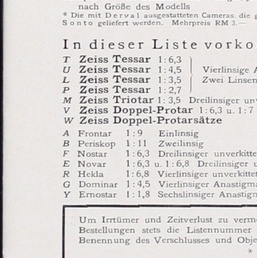 nach Größe des Modells
* Die mit Derval ausgestatteten Cameras, die
Sonto geliefert werden. Mehrpreis RM 3.—
In dieser Liste vorko
T Zeiss Tessar 1:6,3
U Zeiss Tessar 1:4,5 Vierlinsige
L Zeiss Tessar 1:3,5 Zwei Linsen
P Zeiss Tessar 1:2,7
M Zeiss Triotar 1:3,5 Dreilinsiger unver
V Zeiss Doppel-Protar 1:6,3 u. 1:7
W Zeiss Doppel-Protarsätze
A Frontar 1:9 Einlinsig
B Periskop 1:11 Zweilinsig
F Nostar 1:6,3 Dreilinsiger unverkitte
E Novar 1:6,3 u. 1:6,8 Dreilinsiger u
R Hekla 1:6,8 Vierlinsiger unverkittet
G Dominar 1:4,5 Vierlinsiger Anastigma
Y Ernostar 1:1,8 Sechslinsiger Anastigma
Um Irrtümer und Zeitverlust zu verme
Bestellungen stets die Listennummer
Benennung des Verschlusses und Obje
*